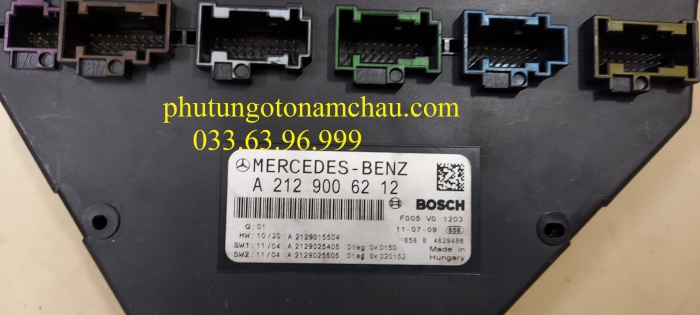 phutungotonamchau.com
033.63.96.999
MERCEDES-BENZ
A 212 900 62 12
BOSCH
F005 V0 1203
Q: 01
11-07-09 658
HW: 10/20 A 2129015504
658 B 4829486
SW1: 11/04 A 2129025405 Diag 0x015D
Made in
SW2: 11/04 A 2129025505 Diag 0x020152
Hungary